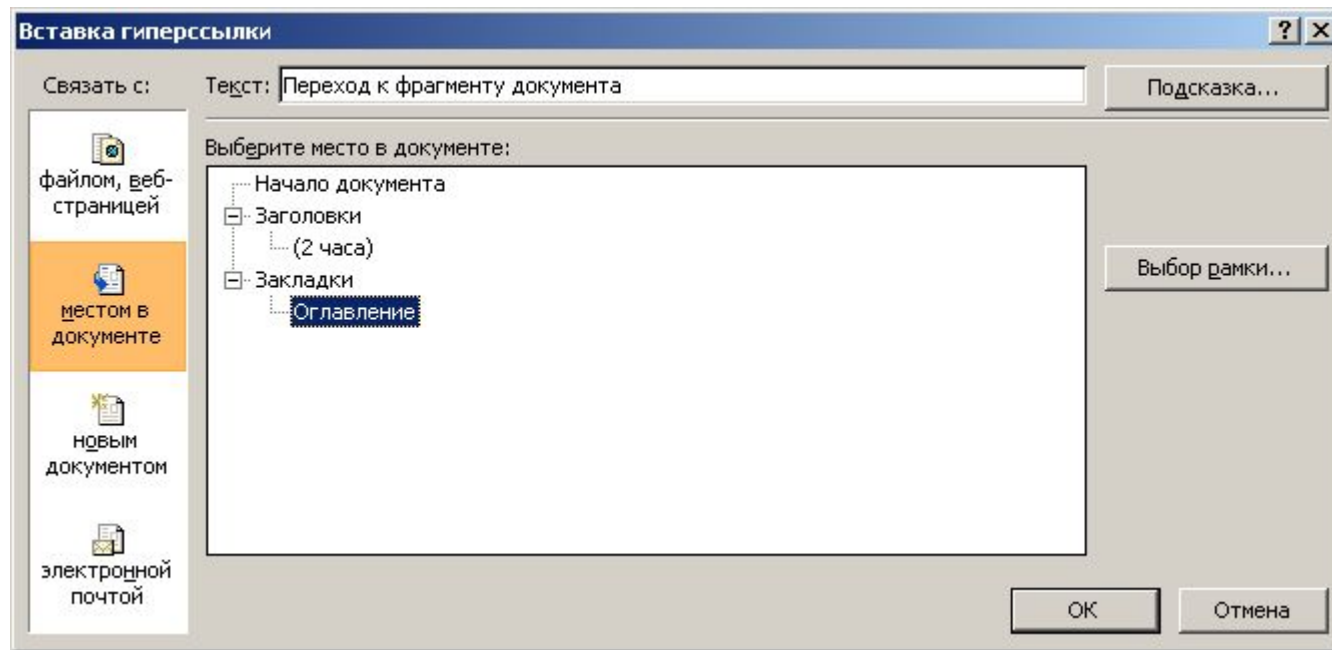 Вставка гиперссылки
Связать с:
Текст: Переход к фрагменту документа
Подсказка...
Выберите место в документе:
файлом, веб-
страницей
местом в
документе
новым
документом
электронной
почтой
Начало документа
Заголовки
(2 часа)
Закладки
Оглавление
Выбор рамки...
ОК
Отмена